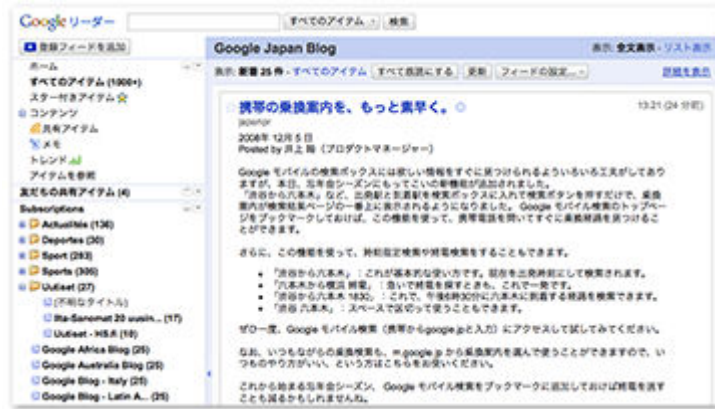 Google リーダー
すべてのアイテム
検索
登録フィードを追加
ホーム
すべてのアイテム (1000+)
スター付きアイテム
コンテンツ
共有アイテム
メモ
トレンド
アイテムを参照
友だちの共有アイテム (4)
Subscriptions
Actualités (136)
Deportes (30)
Sport (293)
Sports (305)
Uutiset (27)
(不明なタイトル)
Ilta-Sanomat 20 uusin... (17)
Uutiset - HS.fi (10)
Google Africa Blog (25)
Google Australia Blog (25)
Google Blog - Italy (25)
Google Blog - Latin A... (25)
Google Japan Blog
表示: 全文表示 - リスト表示
表示: 新着 25 件 - すべてのアイテム すべて既読にする 更新 フィードの設定...
詳細を表示
携帯の乗換案内を、もっと素早く。
13:21 (24 分前)
japanpr
2008年 12月 5 日
Posted by 井上 陸（プロダクトマネージャー）
Google モバイルの検索ボックスには欲しい情報をすぐに見つけられるよういろいろ工夫がしてあり
ますが、本日、忘年会シーズンにもってこいの新機能が追加されました。
「渋谷から六本木」など、出発駅と到着駅を検索ボックスに入れて検索ボタンを押すだけで、乗換
案内が検索結果ページの一番上に表示されるようになりました。 Google モバイル検索のトップペー
ジをブックマークしておけば、この機能を使って、携帯電話を開いてすぐに乗換経路を見つけるこ
とができます。
さらに、この機能を使って、時刻指定検索や終電検索をすることもできます。
「渋谷から六本木」：これが基本的な使い方です。現在を出発時刻にして検索されます。
「六本木から横浜 終電」：急いで終電を探すときも、これで一発です。
「渋谷から六本木 1830」：これで、午後6時30分に六本木に到着する経路を検索できます。
「渋谷 六本木」：スペースで区切って使うこともできます。
ぜひ一度、Google モバイル検索（携帯からgoogle.jpと入力）にアクセスして試してみてください。
なお、いつもながらの乗換検索も、m.google.jp から乗換案内を選んで使うことができますので、い
つものやり方がいい、という方はこちらをお使いください。
これから始まる忘年会シーズン、 Google モバイル検索をブックマークに追加しておけば終電を逃す
ことも減るかもしれませんね。